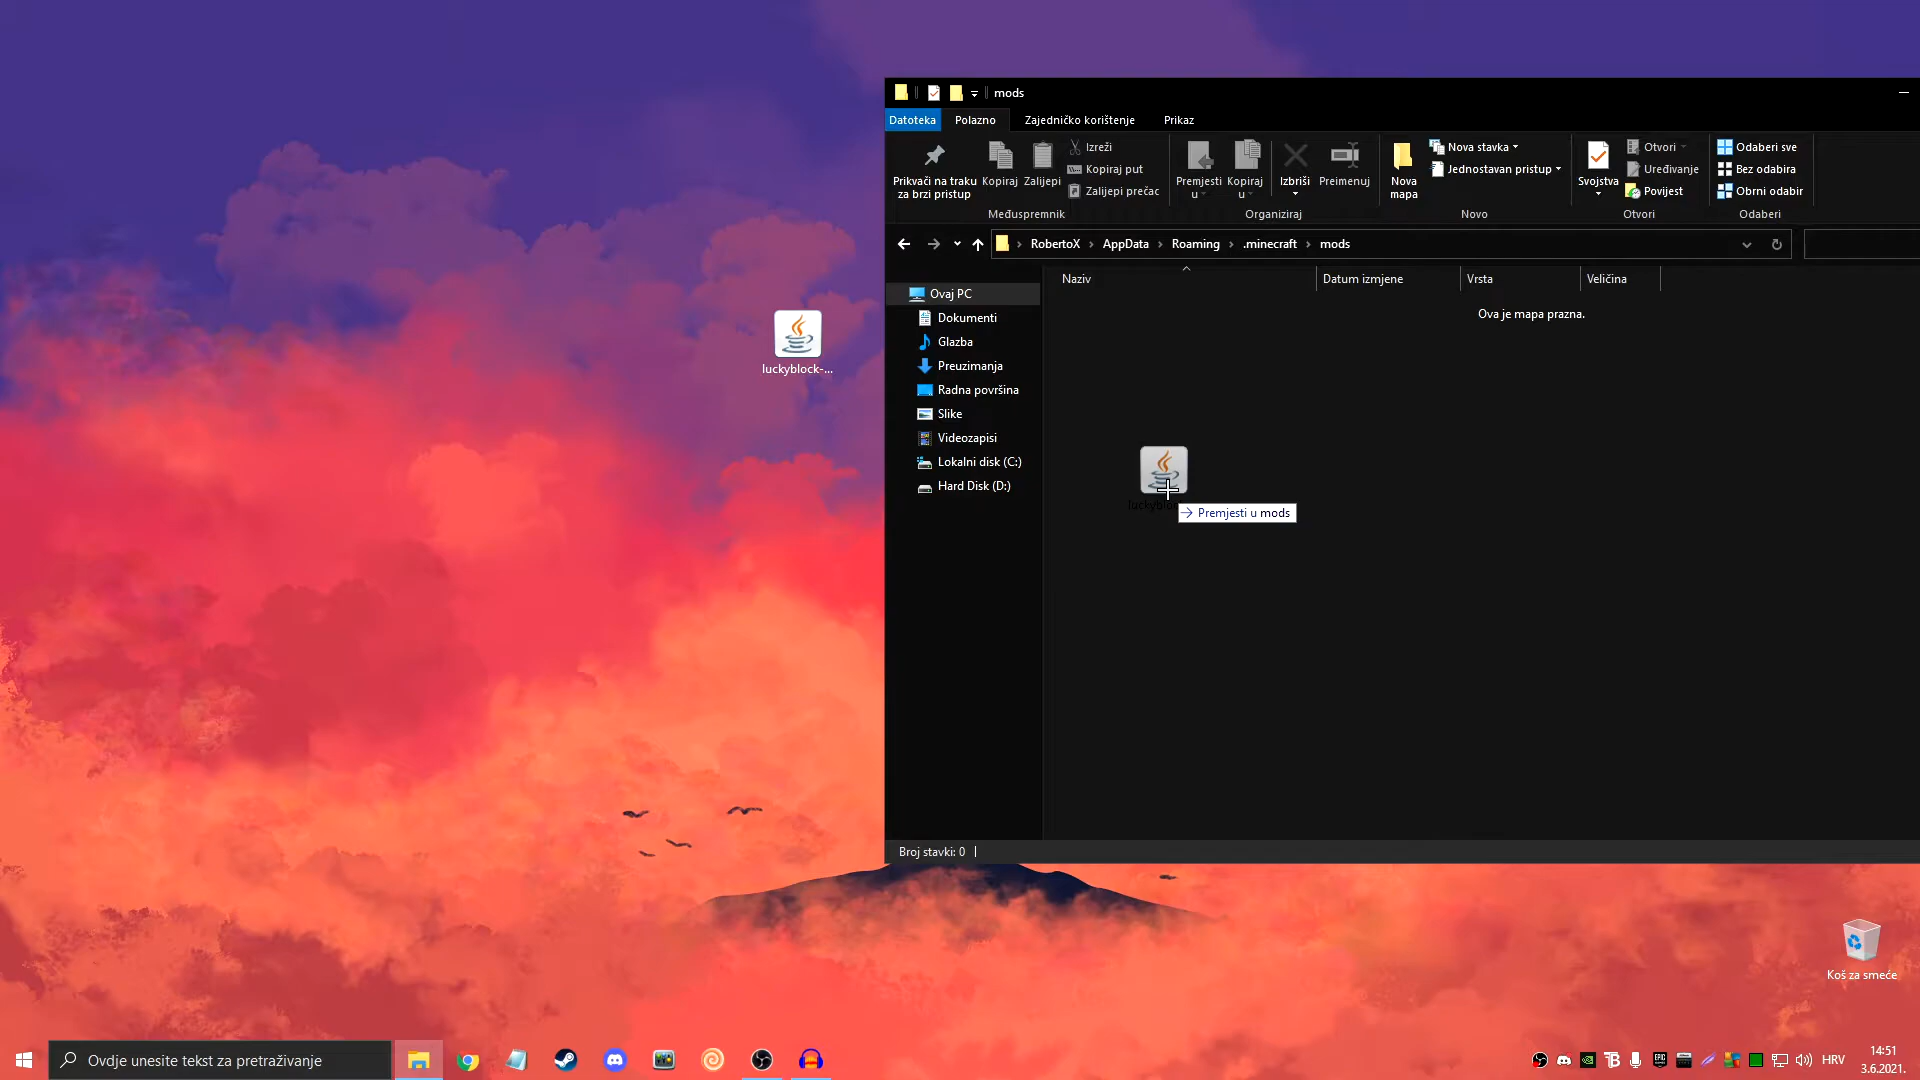 mods
Datoteka
Polazno
Zajedničko korištenje
Prikaz
Prikvači na traku
za brzi pristup
Kopiraj
Zalijepi
Izreži
Kopiraj put
Zalijepi prečac
Premjesti
u
Kopiraj
u
Izbriši
Preimenuj
Nova
mapa
Nova stavka
Jednostavan pristup
Svojstva
Otvori
Uređivanje
Povijest
Odaberi sve
Bez odabira
Obrni odabir
Međuspremnik
Organiziraj
Novo
Otvori
Odaberi
RobertoX > AppData > Roaming > .minecraft > mods
Naziv
Datum izmjene
Vrsta
Veličina
Ova je mapa prazna.
Ovaj PC
Dokumenti
Glazba
Preuzimanja
Radna površina
Slike
Videozapisi
Lokalni disk (C:)
Hard Disk (D:)
luckyblock-...
→ Premjesti u mods
Broj stavki: 0
Koš za smeće
Ovdje unesite tekst za pretraživanje
HRV
14:51
3.6.2021.